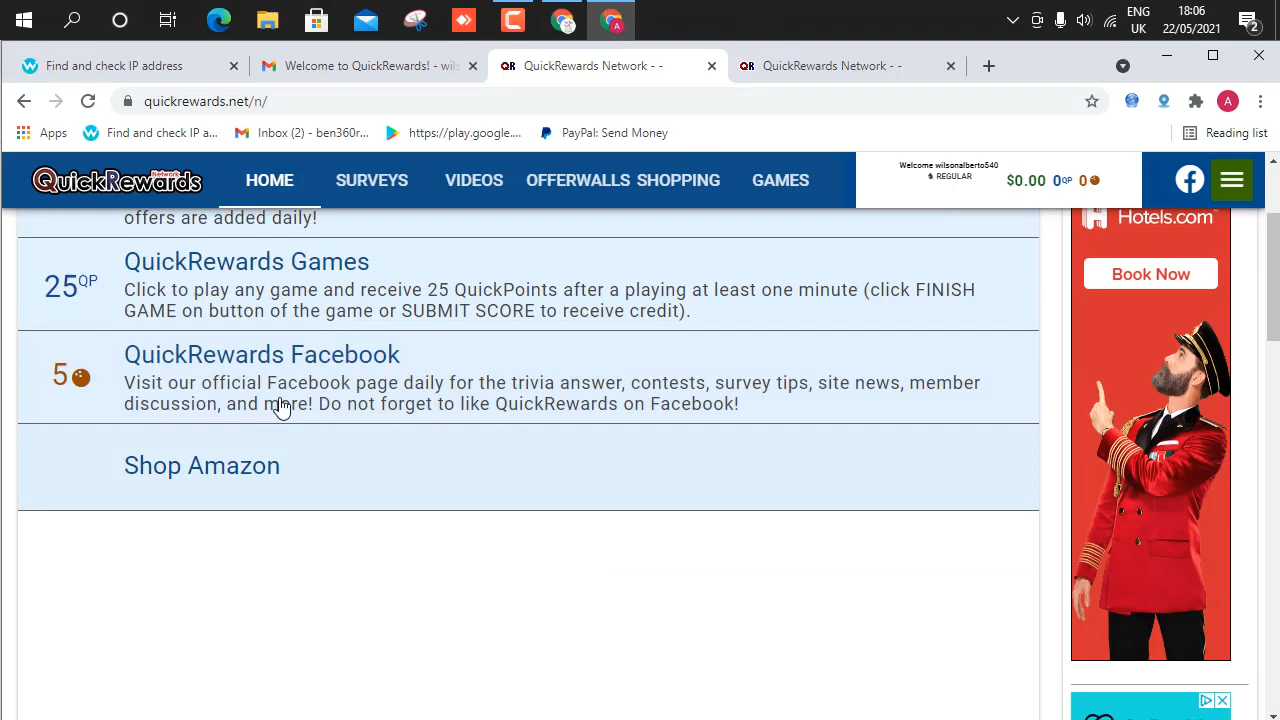 ENG
UK
18:06
22/05/2021
2
Find and check IP address
Welcome to QuickRewards! - wils
QuickRewards Network - -
QuickRewards Network - -
quickrewards.net/n/
A
Apps
Find and check IP a...
Inbox (2) - ben360r...
https://play.google....
PayPal: Send Money
Reading list
QuickRewards
Network
HOME
SURVEYS
VIDEOS
OFFERWALLS
SHOPPING
GAMES
Welcome wilsonalberto540
REGULAR
$0.00 0QP 0
offers are added daily!
25QP
QuickRewards Games
Click to play any game and receive 25 QuickPoints after a playing at least one minute (click FINISH
GAME on button of the game or SUBMIT SCORE to receive credit).
5
QuickRewards Facebook
Visit our official Facebook page daily for the trivia answer, contests, survey tips, site news, member
discussion, and more! Do not forget to like QuickRewards on Facebook!
Shop Amazon
Hotels.com
Book Now